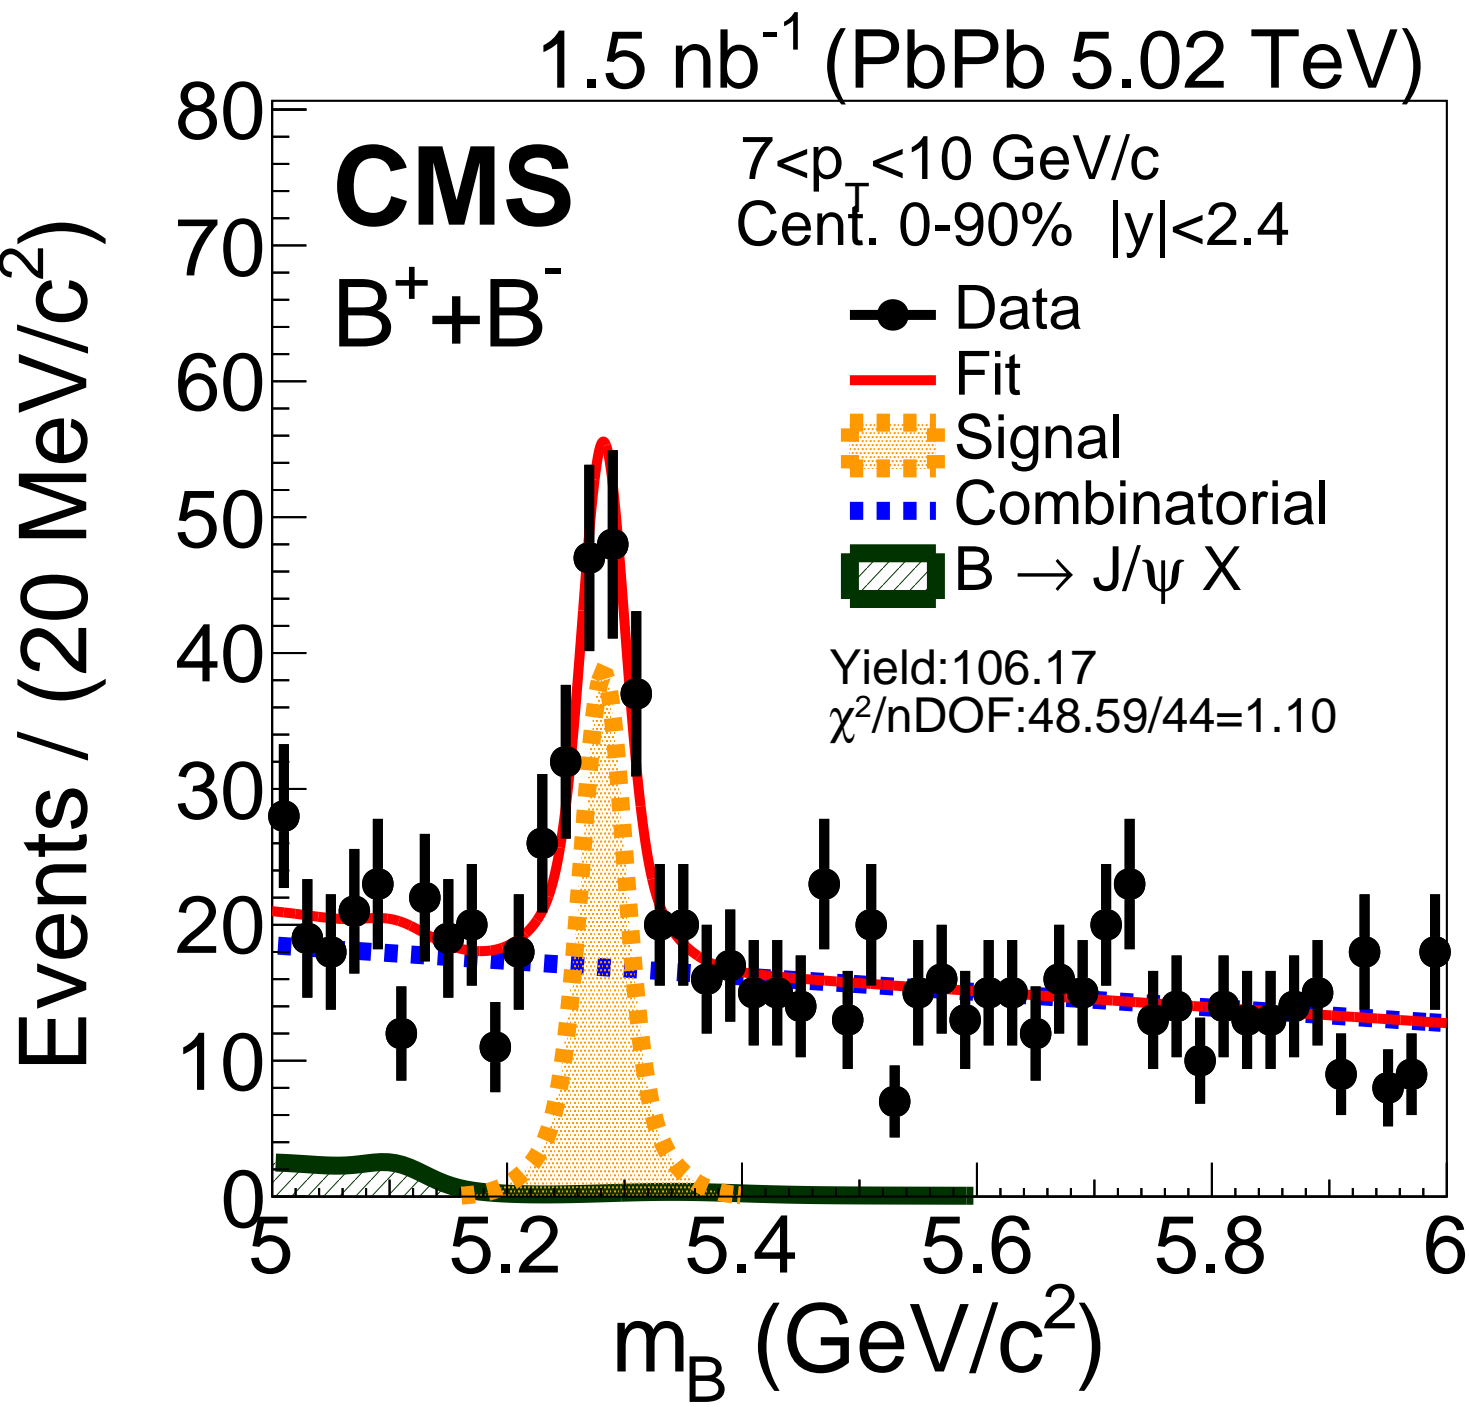 1.5 nb⁻¹ (PbPb 5.02 TeV)
CMS
B⁺+B⁻
7<p_T<10 GeV/c
Cent. 0-90% |y|<2.4
Data
Fit
Signal
Combinatorial
B → J/ψ X
Yield:106.17
χ²/nDOF:48.59/44=1.10
Events / (20 MeV/c²)
80
70
60
50
40
30
20
10
0
5 5.2 5.4 5.6 5.8 6
m_B (GeV/c²)